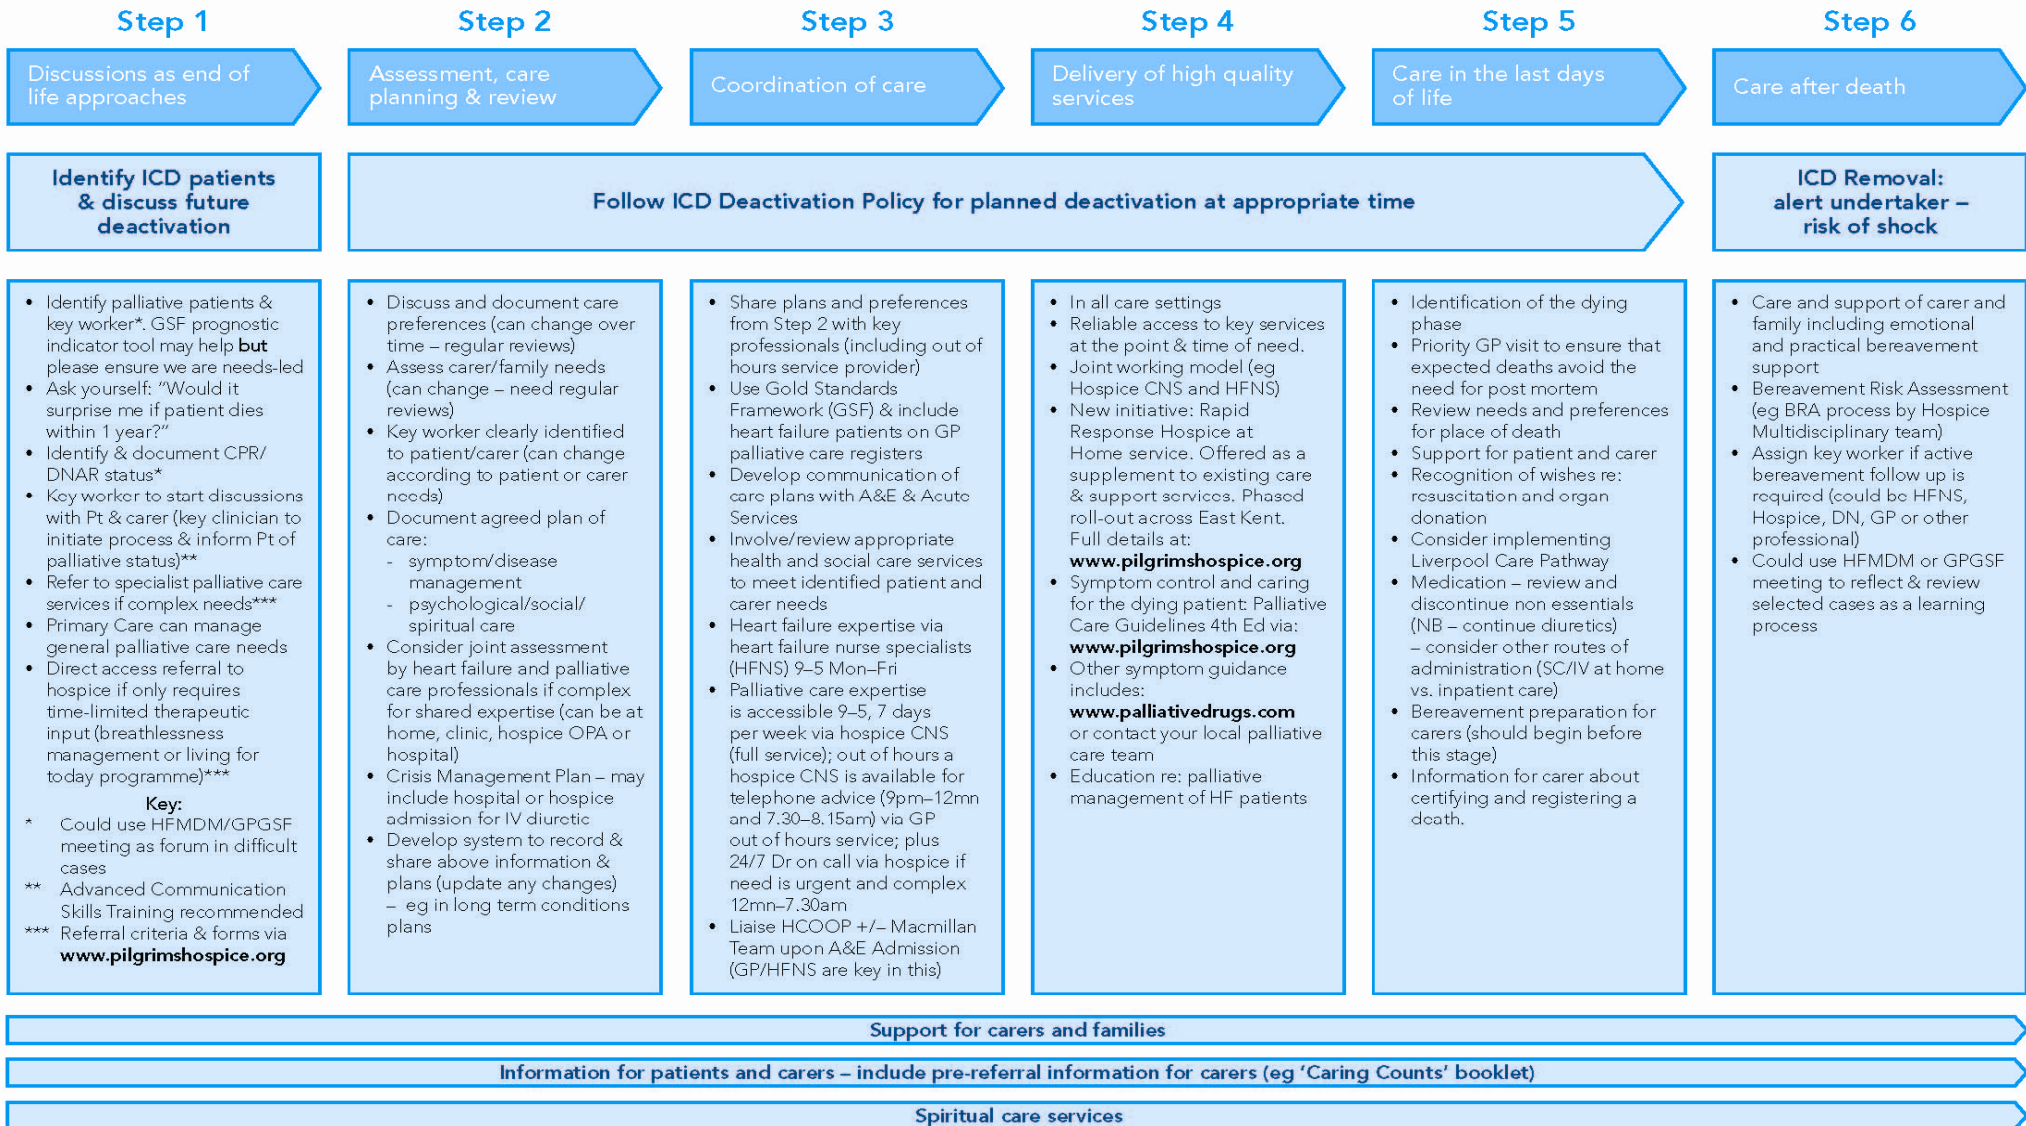 Step 1
Step 2
Step 3
Step 4
Step 5
Step 6
Discussions as end of
life approaches
Assessment, care
planning & review
Coordination of care
Delivery of high quality
services
Care in the last days
of life
Care after death
Identify ICD patients
& discuss future
deactivation
Follow ICD Deactivation Policy for planned deactivation at appropriate time
ICD Removal:
alert undertaker –
risk of shock
• Identify palliative patients &
key worker*. GSF prognostic
indicator tool may help but
please ensure we are needs-led
• Ask yourself: “Would it
surprise me if patient dies
within 1 year?”
• Identify & document CPR/
DNAR status*
• Key worker to start discussions
with Pt & carer (key clinician to
initiate process & inform Pt of
palliative status)**
• Refer to specialist palliative care
services if complex needs***
• Primary Care can manage
general palliative care needs
• Direct access referral to
hospice if only requires
time-limited therapeutic
input (breathlessness
management or living for
today programme)***
Key:
* Could use HFMDM/GPGSF
meeting as forum in difficult
cases
** Advanced Communication
Skills Training recommended
*** Referral criteria & forms via
www.pilgrimshospice.org
• Discuss and document care
preferences (can change over
time – regular reviews)
• Assess carer/family needs
(can change – need regular
reviews)
• Key worker clearly identified
to patient/carer (can change
according to patient or carer
needs)
• Document agreed plan of
care:
- symptom/disease
management
- psychological/social/
spiritual care
• Consider joint assessment
by heart failure and palliative
care professionals if complex
for shared expertise (can be at
home, clinic, hospice OPA or
hospital)
• Crisis Management Plan – may
include hospital or hospice
admission for IV diuretic
• Develop system to record &
share above information &
plans (update any changes)
– eg in long term conditions
plans
• Share plans and preferences
from Step 2 with key
professionals (including out of
hours service provider)
• Use Gold Standards
Framework (GSF) & include
heart failure patients on GP
palliative care registers
• Develop communication of
care plans with A&E & Acute
Services
• Involve/review appropriate
health and social care services
to meet identified patient and
carer needs
• Heart failure expertise via
heart failure nurse specialists
(HFNS) 9–5 Mon–Fri
• Palliative care expertise
is accessible 9–5, 7 days
per week via hospice CNS
(full service); out of hours a
hospice CNS is available for
telephone advice (9pm–12mn
and 7.30–8.15am) via GP
out of hours service; plus
24/7 Dr on call via hospice if
need is urgent and complex
12mn–7.30am
• Liaise HCOOP +/– Macmillan
Team upon A&E Admission
(GP/HFNS are key in this)
• In all care settings
• Reliable access to key services
at the point & time of need.
• Joint working model (eg
Hospice CNS and HFNS)
• New initiative: Rapid
Response Hospice at
Home service. Offered as a
supplement to existing care
& support services. Phased
roll-out across East Kent.
Full details at:
www.pilgrimshospice.org
• Symptom control and caring
for the dying patient: Palliative
Care Guidelines 4th Ed via:
www.pilgrimshospice.org
• Other symptom guidance
includes:
www.palliativedrugs.com
or contact your local palliative
care team
• Education re: palliative
management of HF patients
• Identification of the dying
phase
• Priority GP visit to ensure that
expected deaths avoid the
need for post mortem
• Review needs and preferences
for place of death
• Support for patient and carer
• Recognition of wishes re:
resuscitation and organ
donation
• Consider implementing
Liverpool Care Pathway
• Medication – review and
discontinue non essentials
(NB – continue diuretics)
– consider other routes of
administration (SC/IV at home
vs. inpatient care)
• Bereavement preparation for
carers (should begin before
this stage)
• Information for carer about
certifying and registering a
death.
• Care and support of carer and
family including emotional
and practical bereavement
support
• Bereavement Risk Assessment
(eg BRA process by Hospice
Multidisciplinary team)
• Assign key worker if active
bereavement follow up is
required (could be HFNS,
Hospice, DN, GP or other
professional)
• Could use HFMDM or GPGSF
meeting to reflect & review
selected cases as a learning
process
Support for carers and families
Information for patients and carers – include pre-referral information for carers (eg ‘Caring Counts’ booklet)
Spiritual care services